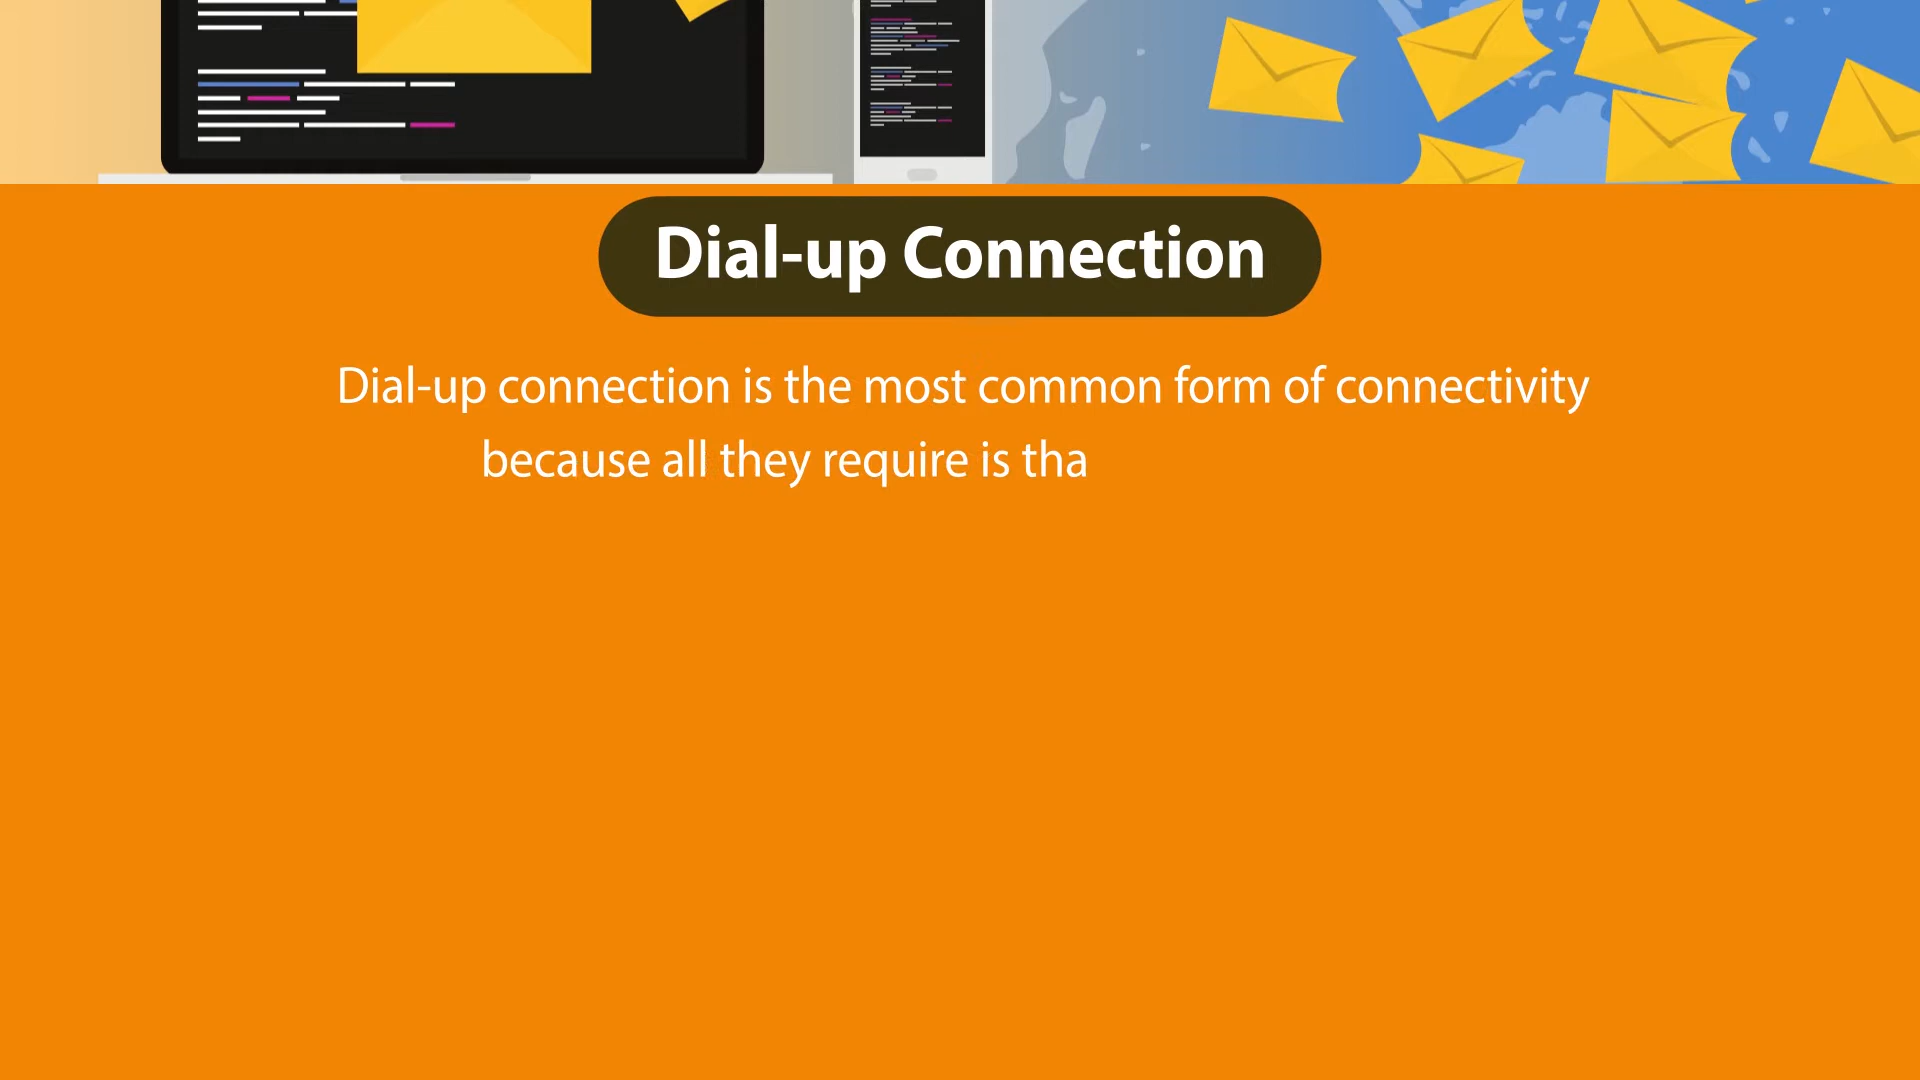 Dial-up Connection
Dial-up connection is the most common form of connectivity
because all they require is tha